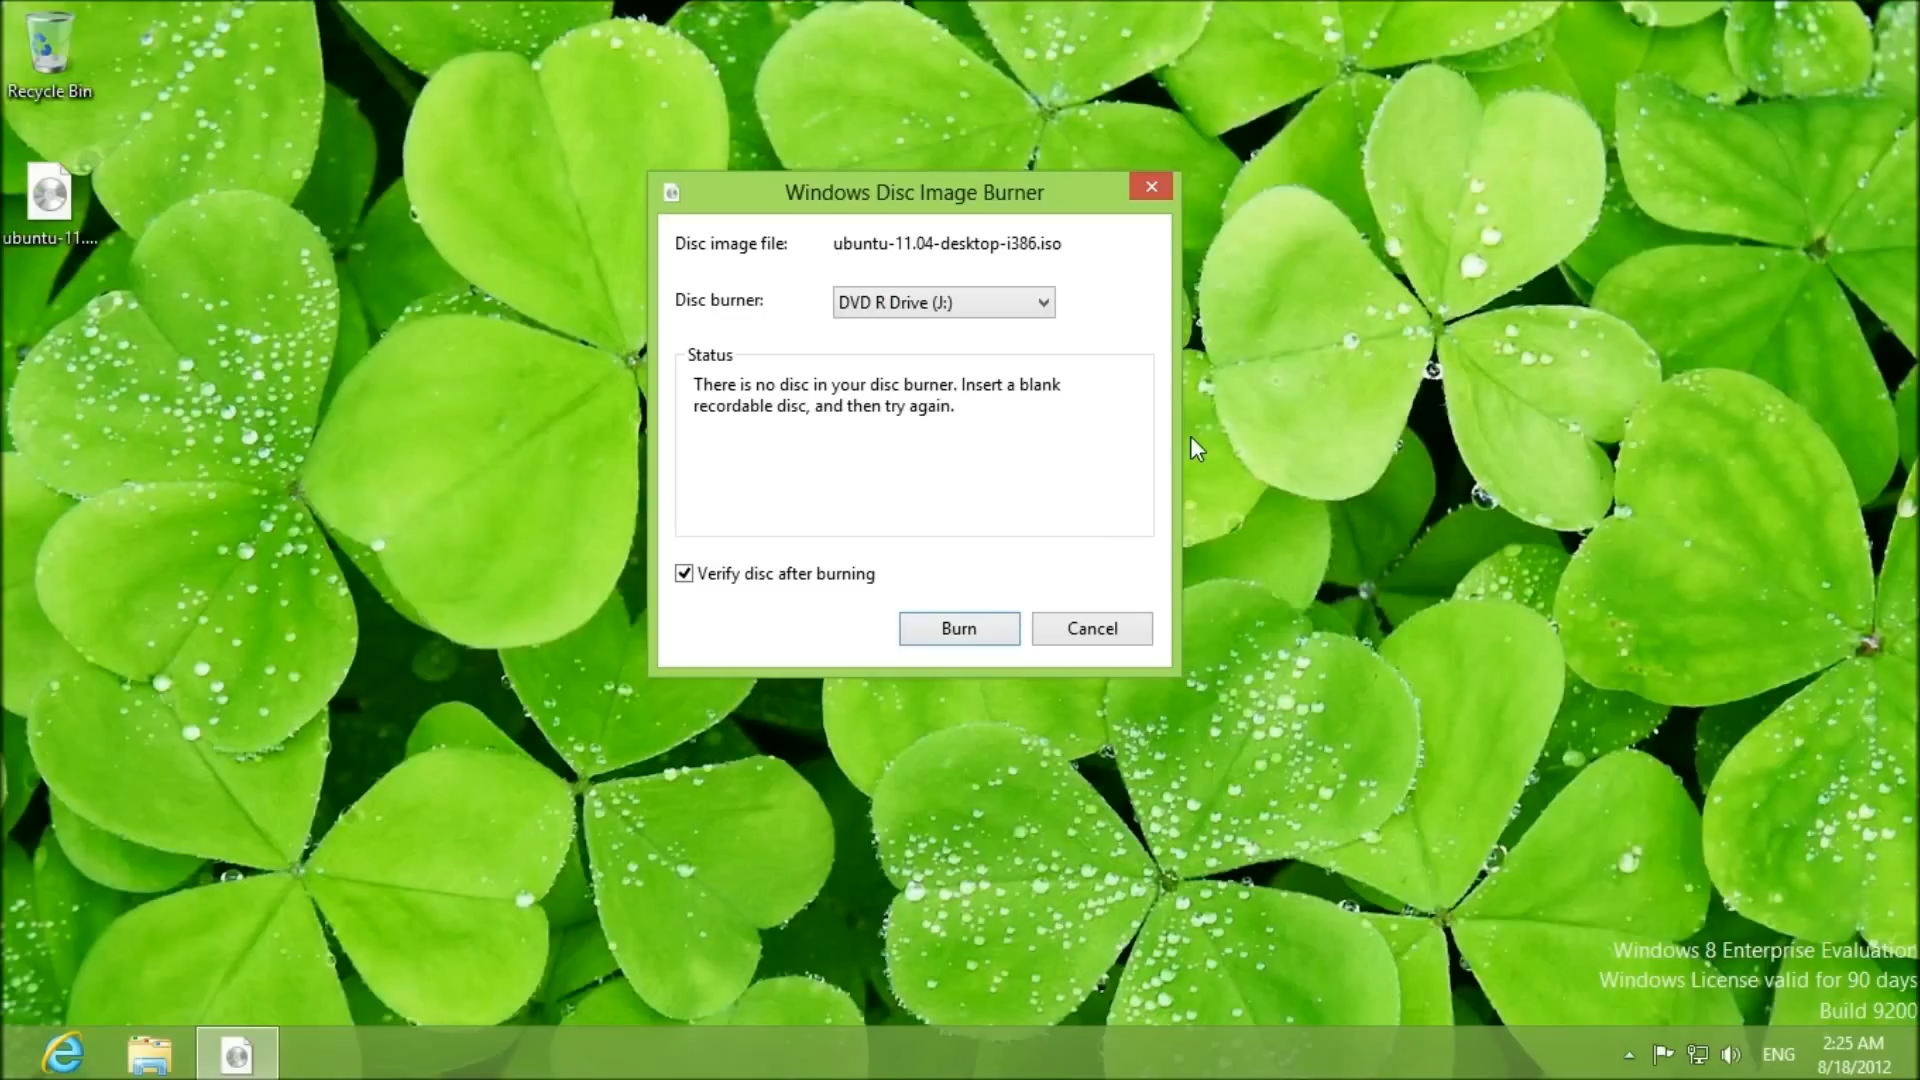 Recycle Bin
ubuntu-11....
Windows Disc Image Burner
Disc image file: ubuntu-11.04-desktop-i386.iso
Disc burner: DVD R Drive (J:)
Status
There is no disc in your disc burner. Insert a blank
recordable disc, and then try again.
Verify disc after burning
Burn Cancel
Windows 8 Enterprise Evaluation
Windows License valid for 90 days
Build 9200
ENG
2:25 AM
8/18/2012